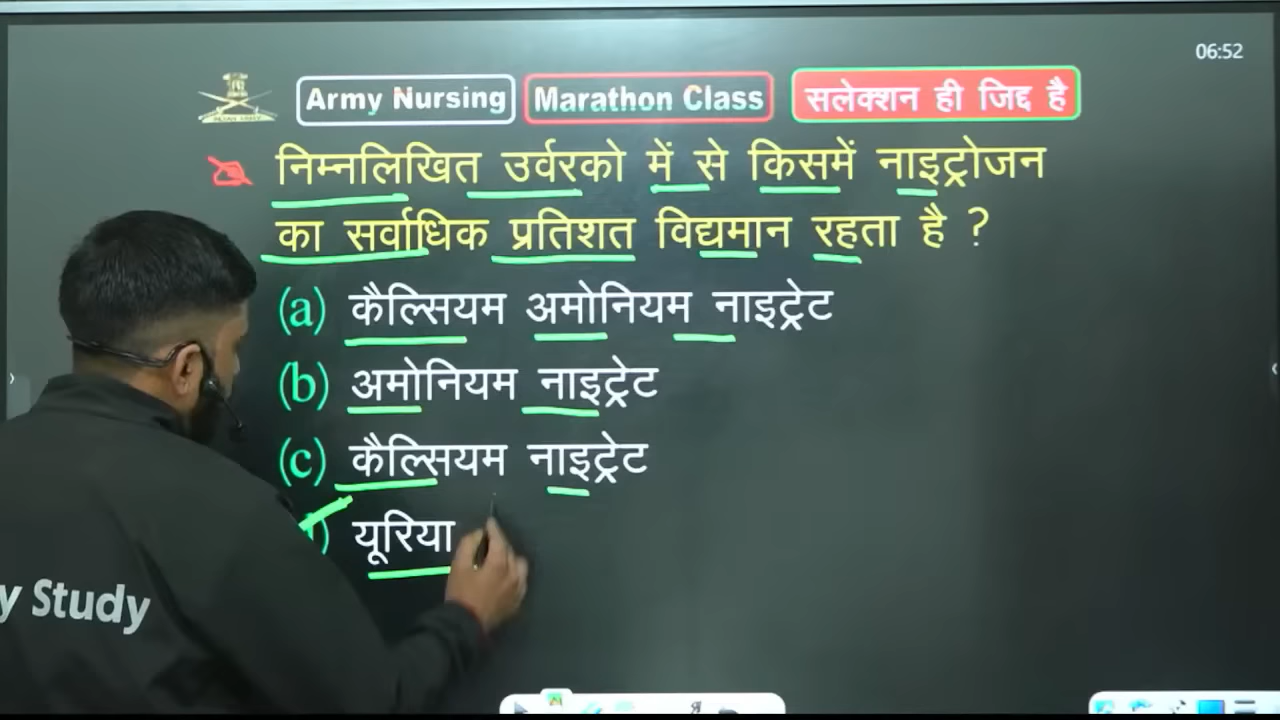 06:52
Army Nursing Marathon Class सलेक्शन ही जिद्द है
निम्नलिखित उर्वरको में से किसमें नाइट्रोजन
का सर्वाधिक प्रतिशत विद्यमान रहता है ?
(a) कैल्सियम अमोनियम नाइट्रेट
(b) अमोनियम नाइट्रेट
(c) कैल्सियम नाइट्रेट
यूरिया
y Study